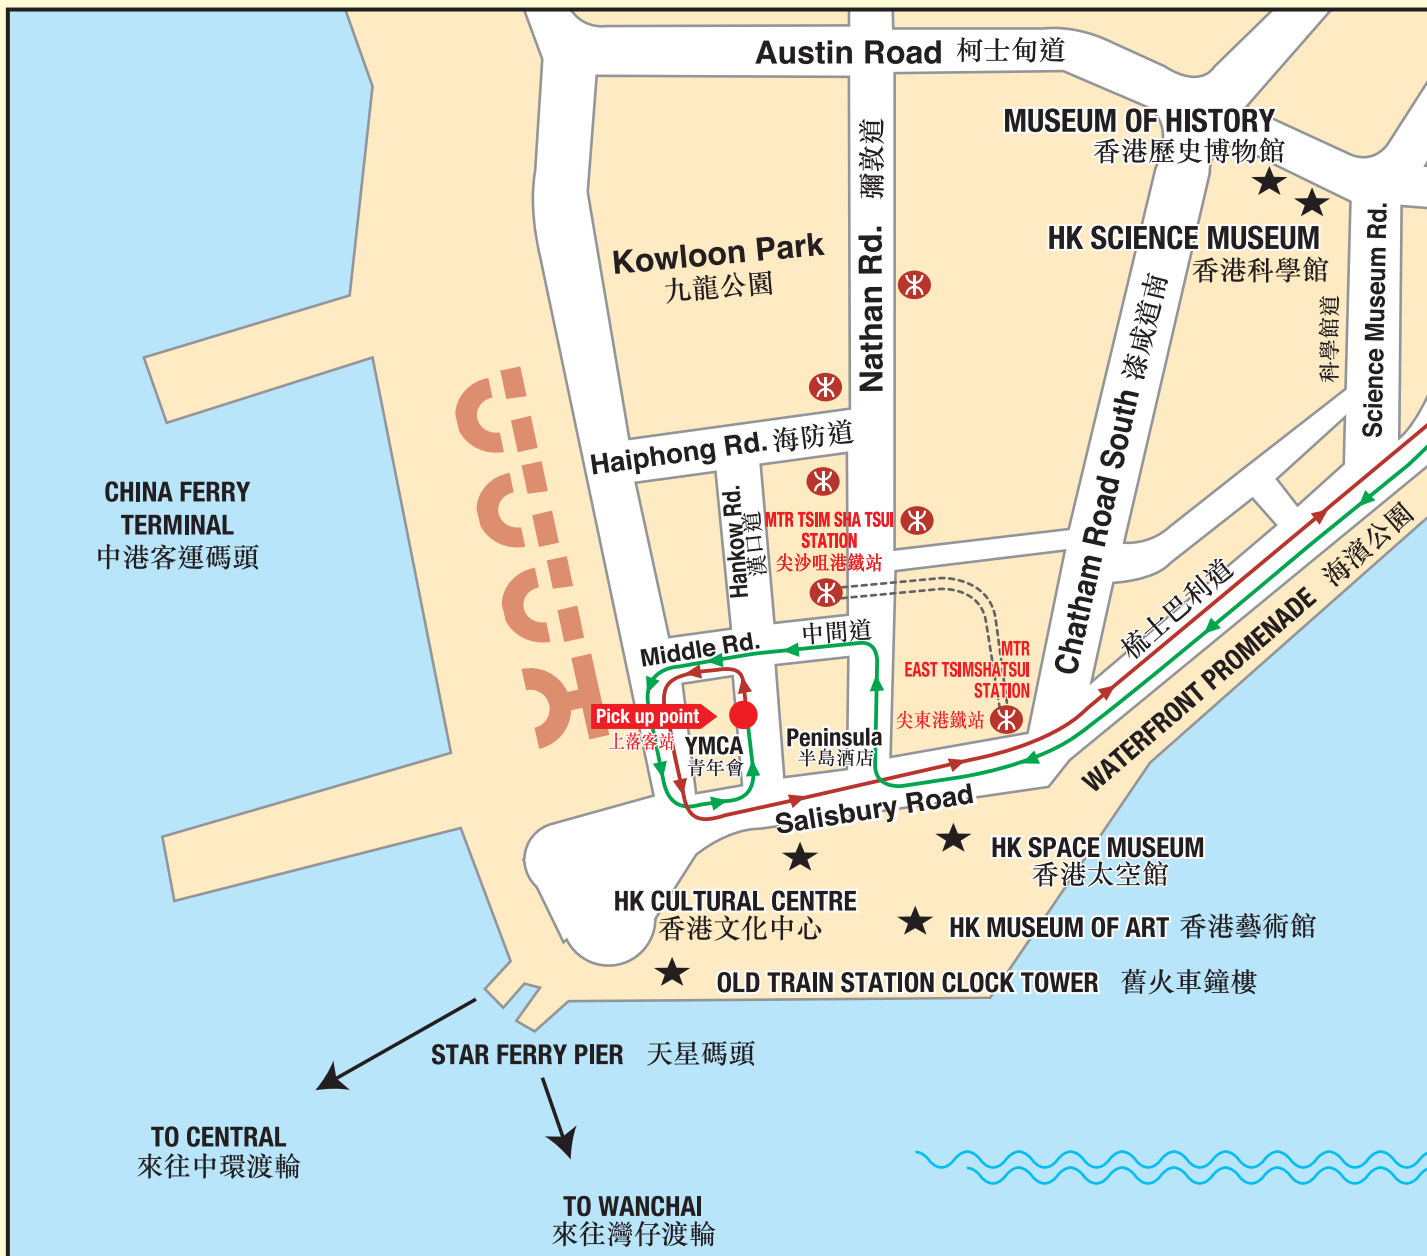 Austin Road 柯士甸道
MUSEUM OF HISTORY
香港歷史博物館
彌敦道
Nathan Rd.
HK SCIENCE MUSEUM
香港科學館
Science Museum Rd.
科學館道
Kowloon Park
九龍公園
Chatham Road South 漆咸道南
Haiphong Rd. 海防道
Hankow Rd.
漢口道
MTR TSIM SHA TSUI
STATION
尖沙咀港鐵站
CHINA FERRY
TERMINAL
中港客運碼頭
梳士巴利道
WATERFRONT PROMENADE 海濱公園
Middle Rd. 中間道
MTR
EAST TSIMSHATSUI
STATION
尖東港鐵站
Pick up point
上落客站
YMCA
青年會
Peninsula
半島酒店
Salisbury Road
HK SPACE MUSEUM
香港太空館
HK CULTURAL CENTRE
香港文化中心
HK MUSEUM OF ART 香港藝術館
OLD TRAIN STATION CLOCK TOWER 舊火車鐘樓
STAR FERRY PIER 天星碼頭
TO CENTRAL
來往中環渡輪
TO WANCHAI
來往灣仔渡輪